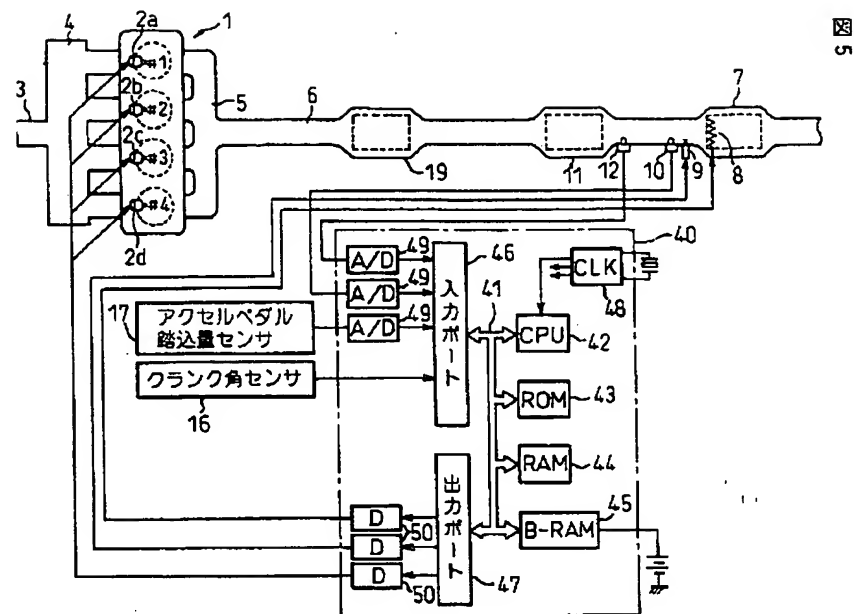 図5
1
2a
4
#1
3
2b
#2
5
6
7
2c
#3
#4
2d
19
11
12
10
9
8
40
A/D
49
46
入力ポート
41
CLK
48
A/D
49
17
アクセルペダル
踏込量センサ
A/D
49
CPU
42
クランク角センサ
16
ROM
43
RAM
44
出力ポート
45
B-RAM
D
50
D
D
50
47